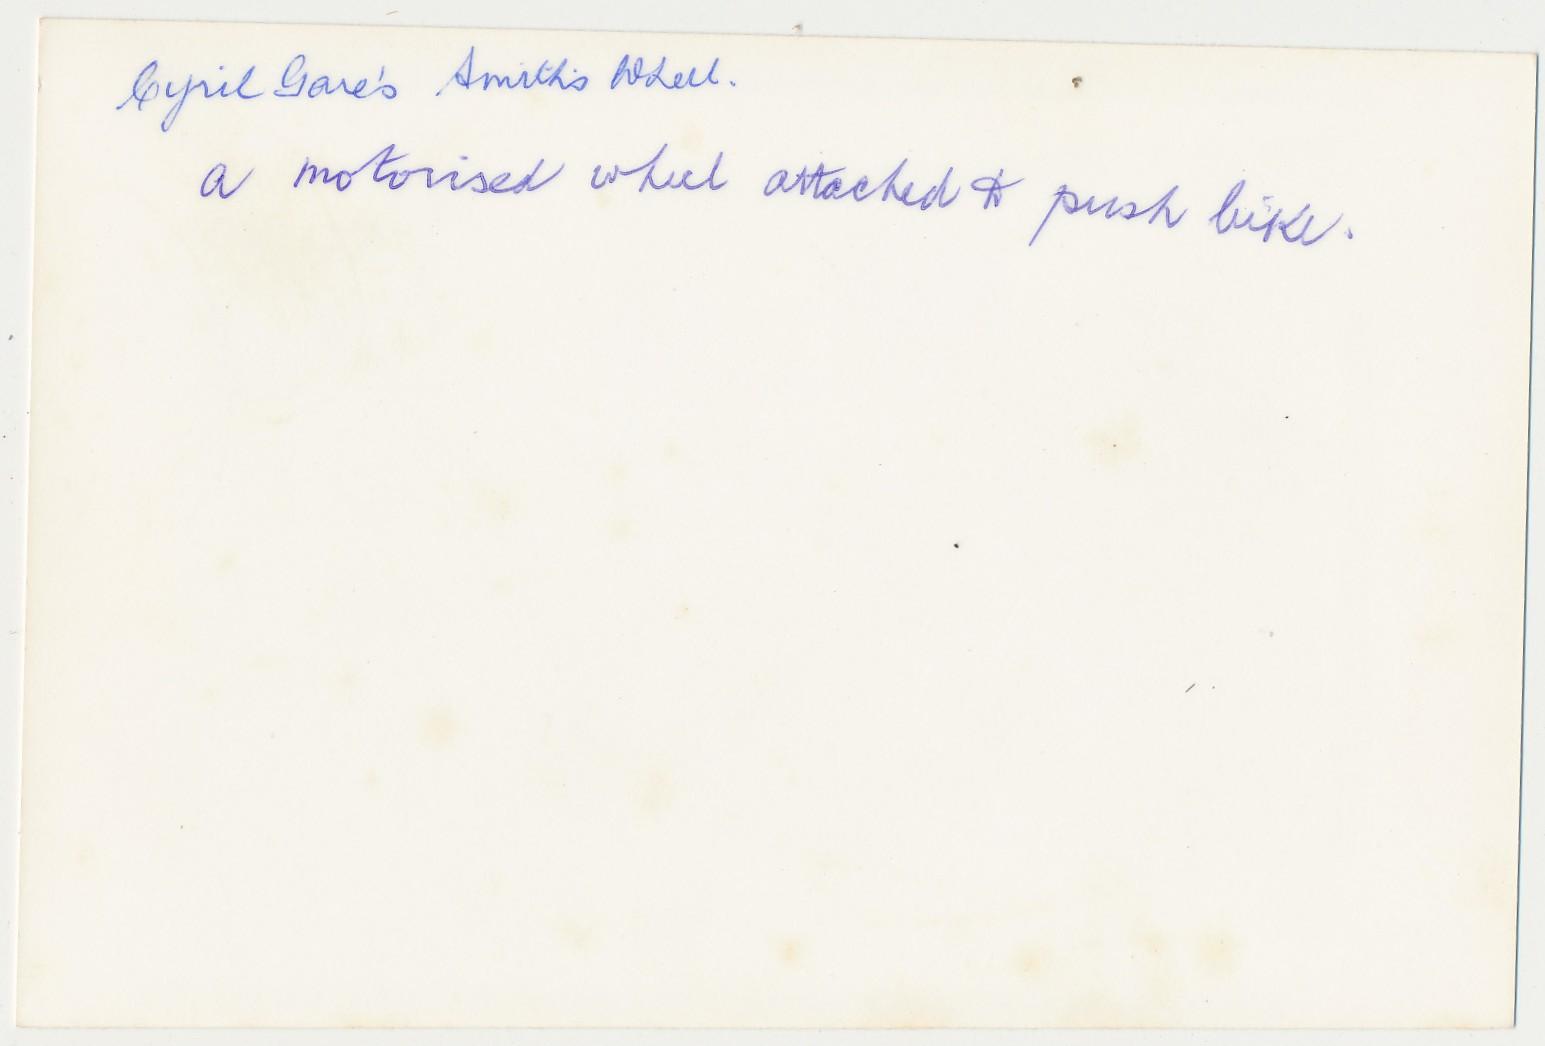 Cyril Gare's Smith's Wheel.
a motorised wheel attached to push bike.